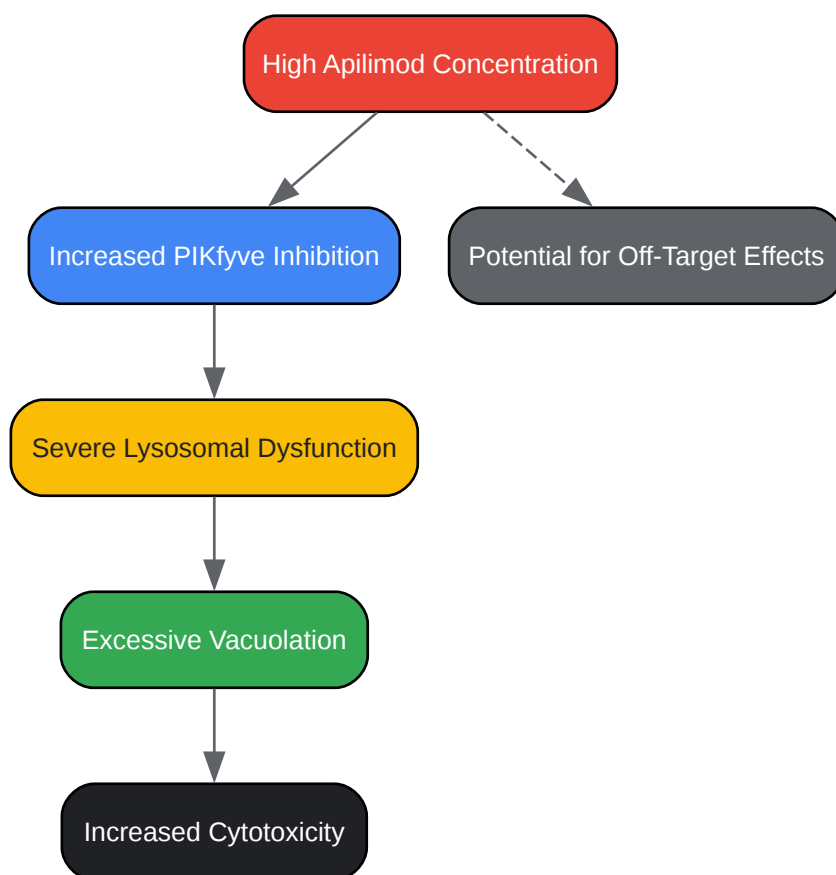 High Apilimod Concentration
Increased PIKfyve Inhibition
Potential for Off-Target Effects
Severe Lysosomal Dysfunction
Excessive Vacuolation
Increased Cytotoxicity